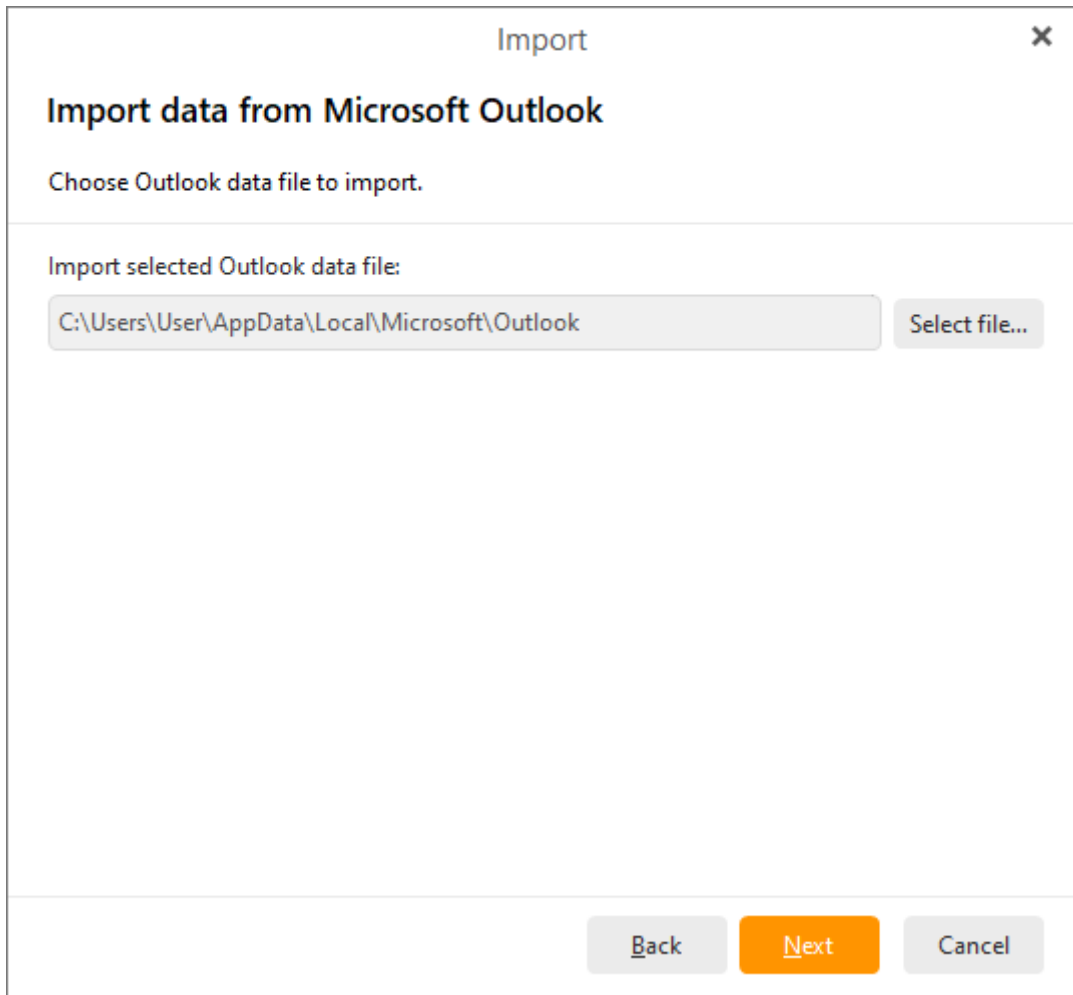 Import
Import data from Microsoft Outlook
Choose Outlook data file to import.
Import selected Outlook data file:
C:\Users\User\AppData\Local\Microsoft\Outlook
Select file...
Back
Next
Cancel